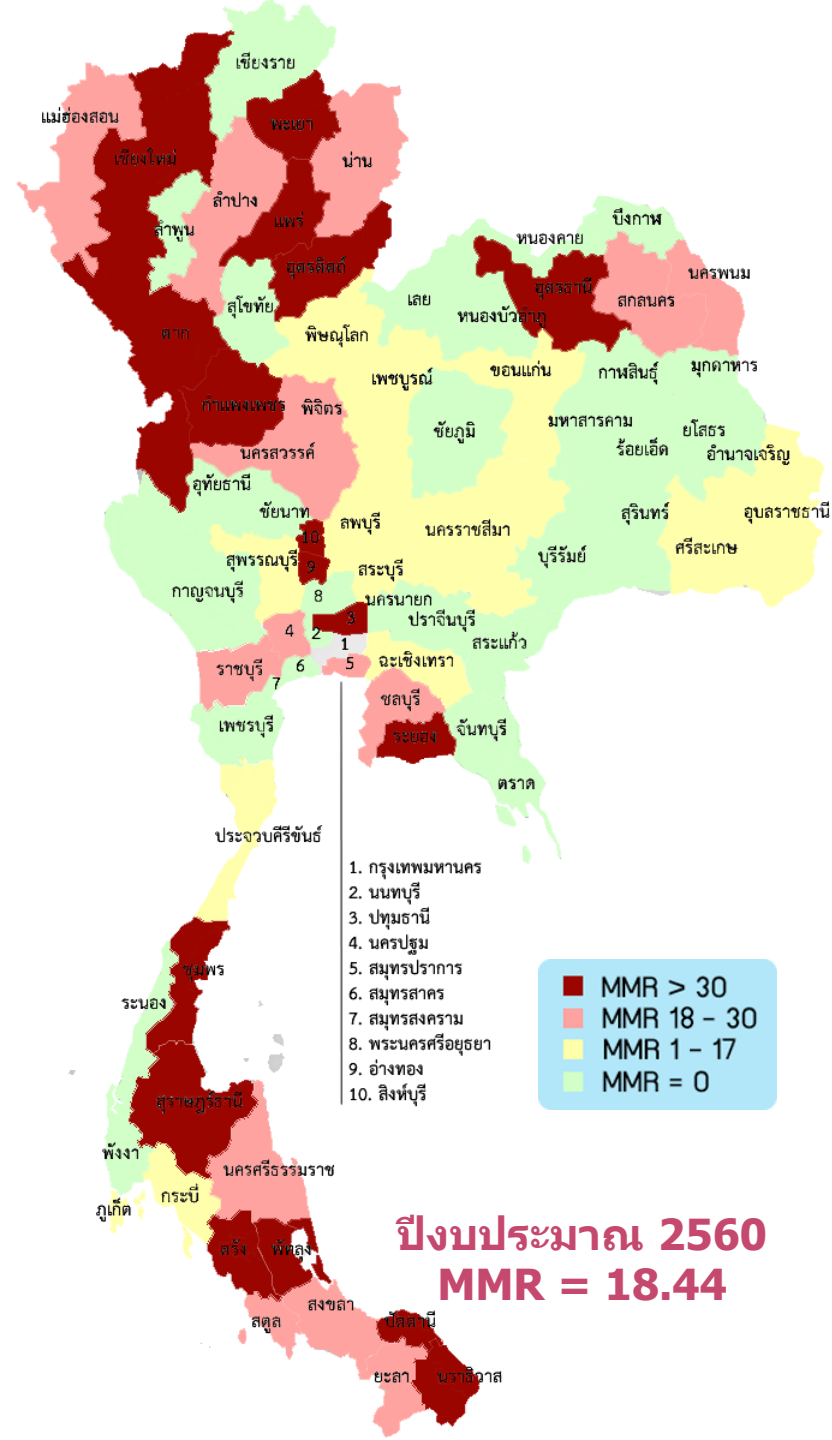 เชียงราย
แม่ฮ่องสอน
พะเยา
เชียงใหม่
น่าน
ลำปาง
แพร่
ลำพูน
บึงกาฬ
หนองคาย
อุตรดิตถ์
นครพนม
อุดรธานี
เลย
สกลนคร
สุโขทัย
หนองบัวลำภู
ตาก
พิษณุโลก
ขอนแก่น
มุกดาหาร
เพชบูรณ์
กาฬสินธุ์
กำแพงเพชร
พิจิตร
มหาสารคาม
ชัยภูมิ
ยโสธร
ร้อยเอ็ด
นครสวรรค์
อำนาจเจริญ
อุทัยธานี
ชัยนาท
ลพบุรี
นครราชสีมา
สุรินทร์
อุบลราชธานี
10
ศรีสะเกษ
สุพรรณบุรี
9
สระบุรี
บุรีรัมย์
กาญจนบุรี
8
นครนายก
3
ปราจีนบุรี
4
2
1
สระแก้ว
ราชบุรี
6
5
ฉะเชิงเทรา
7
ชลบุรี
เพชรบุรี
ระยอง
จันทบุรี
ตราด
ประจวบคีรีขันธ์
1. กรุงเทพมหานคร
2. นนทบุรี
3. ปทุมธานี
4. นครปฐม
5. สมุทรปราการ
6. สมุทรสาคร
7. สมุทรสงคราม
8. พระนครศรีอยุธยา
9. อ่างทอง
10. สิงห์บุรี
MMR > 30
MMR 18 - 30
MMR 1 - 17
MMR = 0
ชุมพร
ระนอง
สุราษฎร์ธานี
พังงา
นครศรีธรรมราช
กระบี่
ภูเก็ต
ตรัง
พัทลุง
สงขลา
สตูล
ปัตตานี
ยะลา
นราธิวาส
ปีงบประมาณ 2560
MMR = 18.44